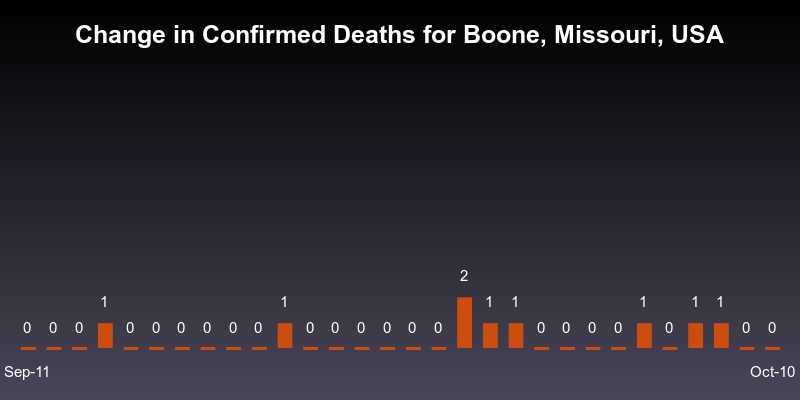 Change in Confirmed Deaths for Boone, Missouri, USA
2
1 1 1 1 1 1 1
0 0 0 0 0 0 0 0 0 0 0 0 0 0 0 0 0 0 0 0 0 0
Sep-11 Oct-10